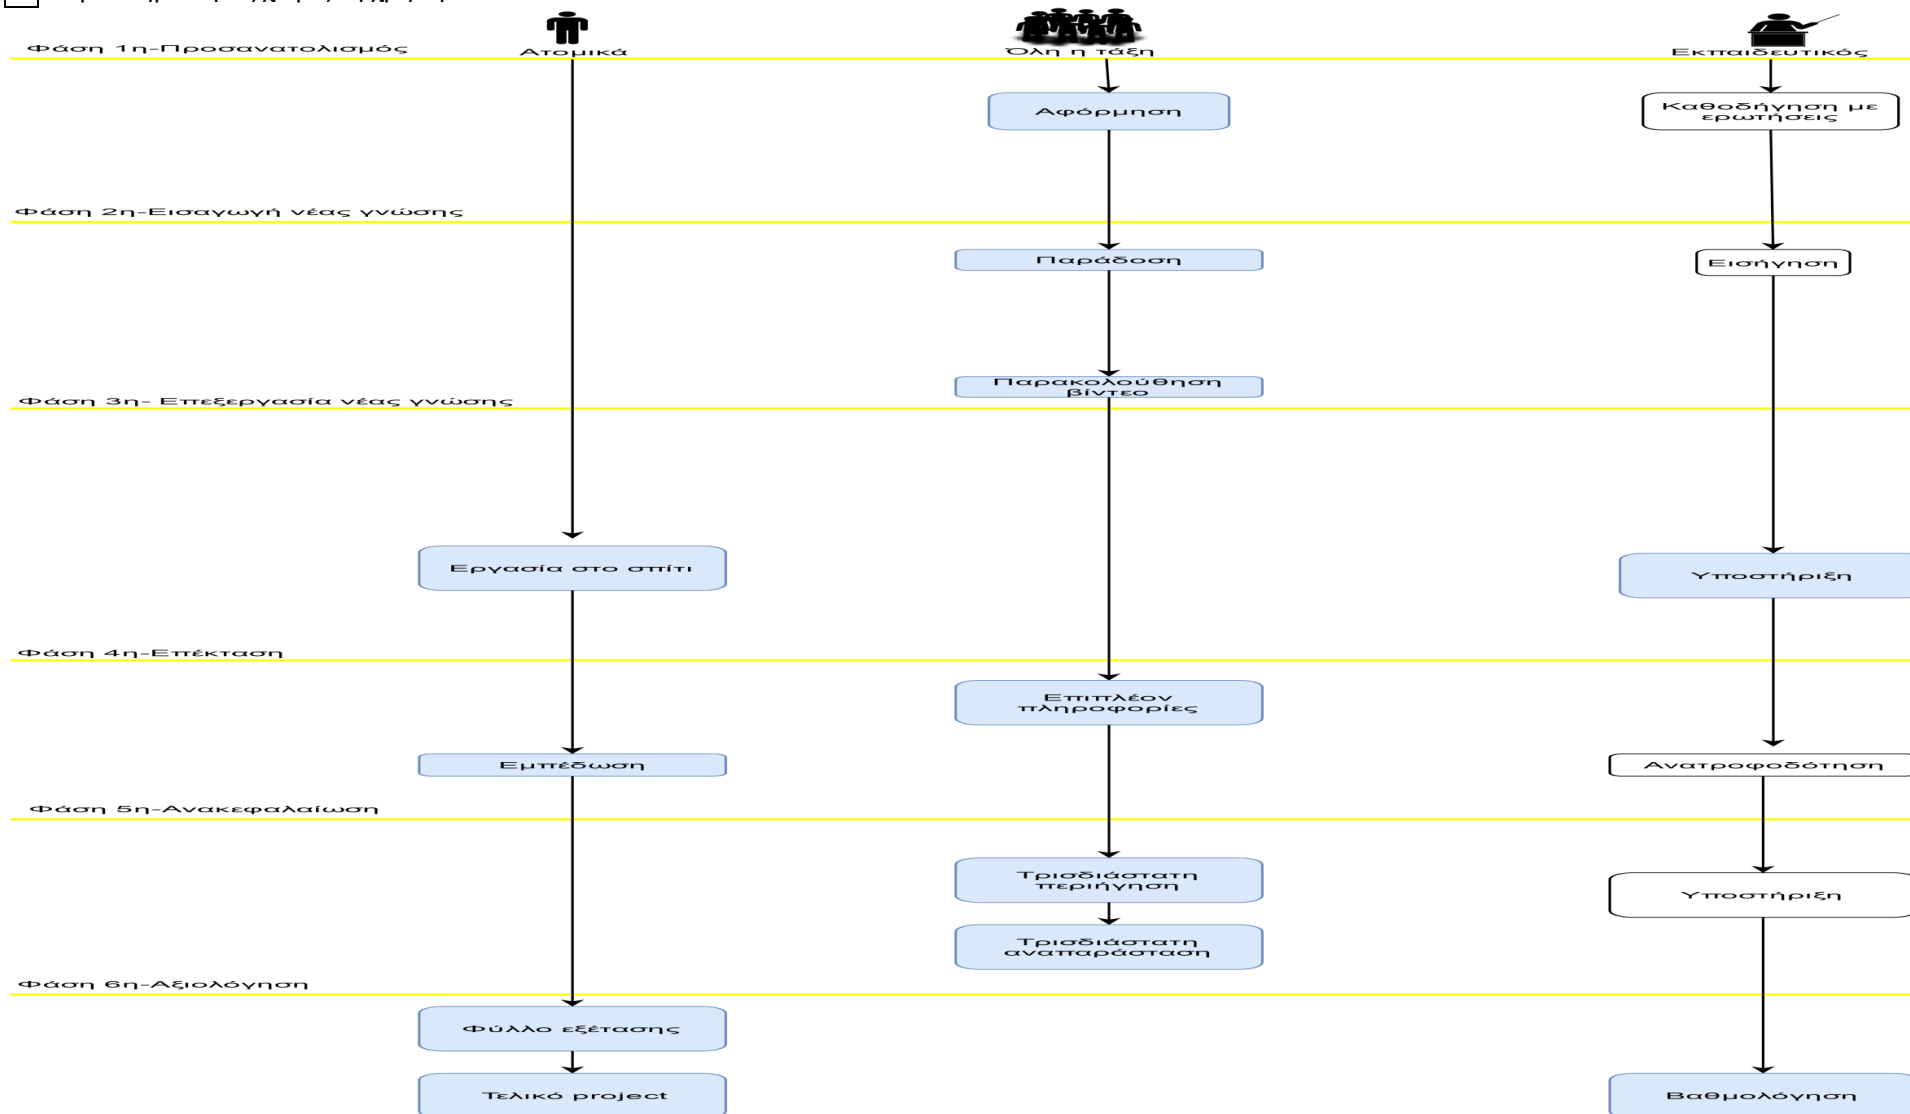 Φάση 1η-Προσανατολισμός
Ατομικά
Όλη η τάξη
Εκπαιδευτικός
Αφόρμηση
Καθοδήγηση με
ερωτήσεις
Φάση 2η-Εισαγωγή νέας γνώσης
Παράδοση
Εισήγηση
Παρακολούθηση
βίντεο
Φάση 3η- Επεξεργασία νέας γνώσης
Εργασία στο σπίτι
Υποστήριξη
Φάση 4η-Επέκταση
Επιπλέον
πληροφορίες
Εμπέδωση
Ανατροφοδότηση
Φάση 5η-Ανακεφαλαίωση
Τρισδιάστατη
περιήγηση
Υποστήριξη
Τρισδιάστατη
αναπαράσταση
Φάση 6η-Αξιολόγηση
Φύλλο εξέτασης
Τελικό project
Βαθμολόγηση